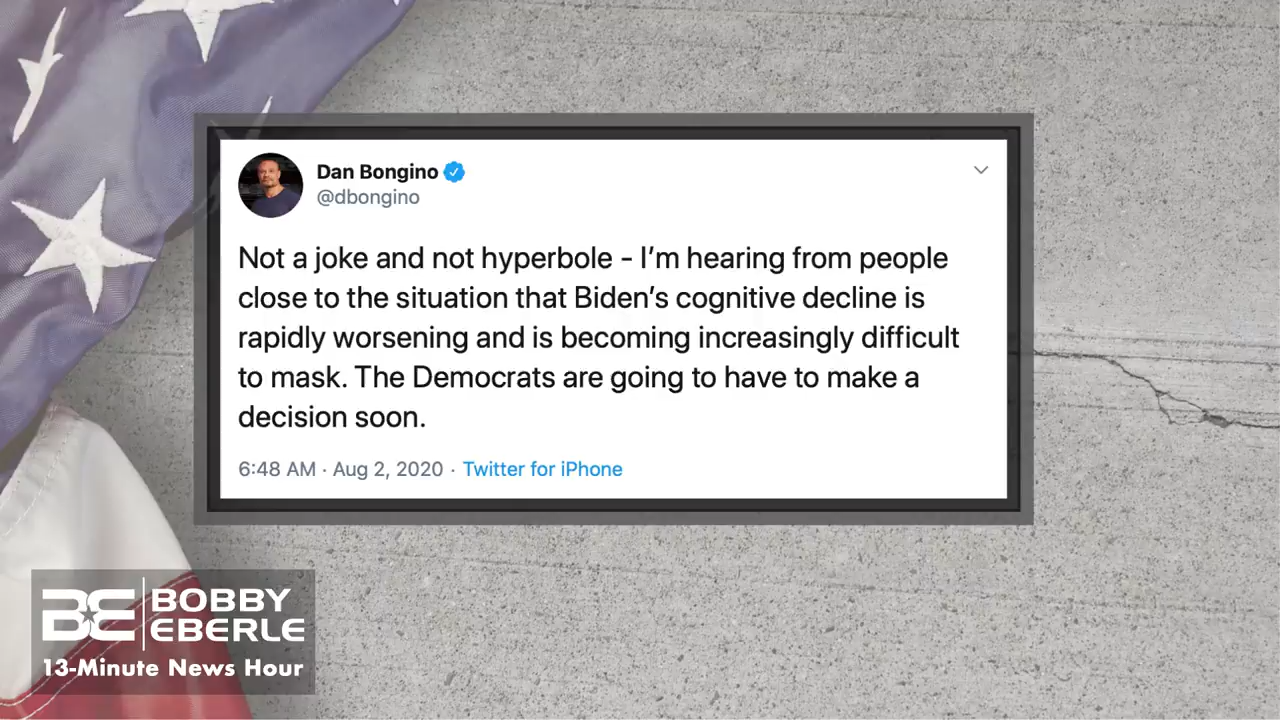 Dan Bongino
@dbongino
Not a joke and not hyperbole - I’m hearing from people
close to the situation that Biden’s cognitive decline is
rapidly worsening and is becoming increasingly difficult
to mask. The Democrats are going to have to make a
decision soon.
6:48 AM · Aug 2, 2020 · Twitter for iPhone
BE BOBBY
EBERLE
13-Minute News Hour